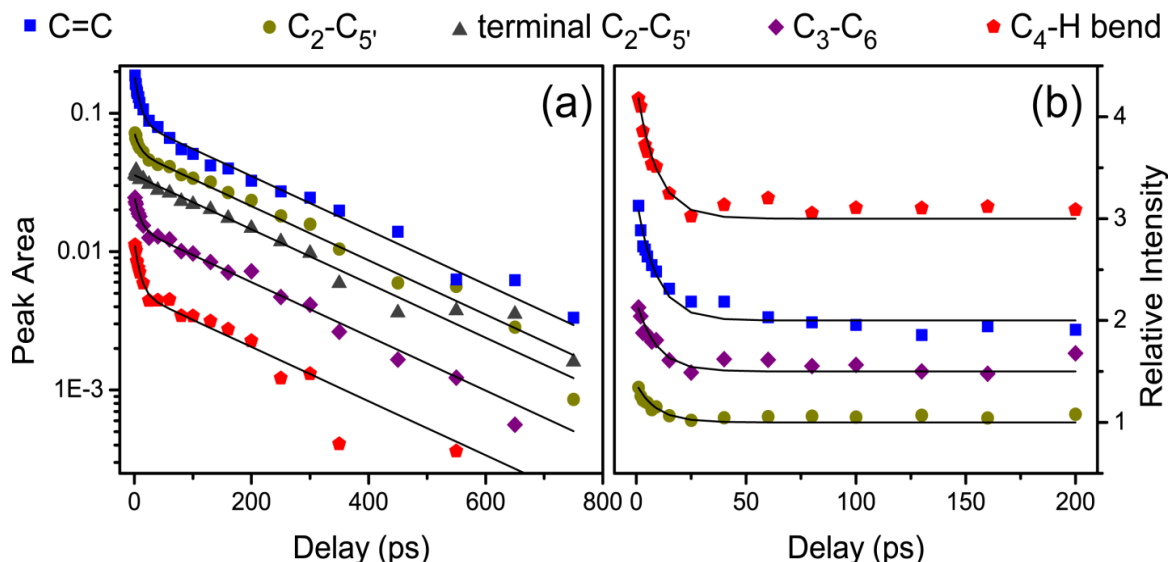 C=C C₂-C₅' terminal C₂-C₅' C₃-C₆ C₄-H bend
(a) (b)
0.1
0.01
1E-3
Peak Area
0 200 400 600 800
Delay (ps)
4
3
2
1
Relative Intensity
0 50 100 150 200
Delay (ps)